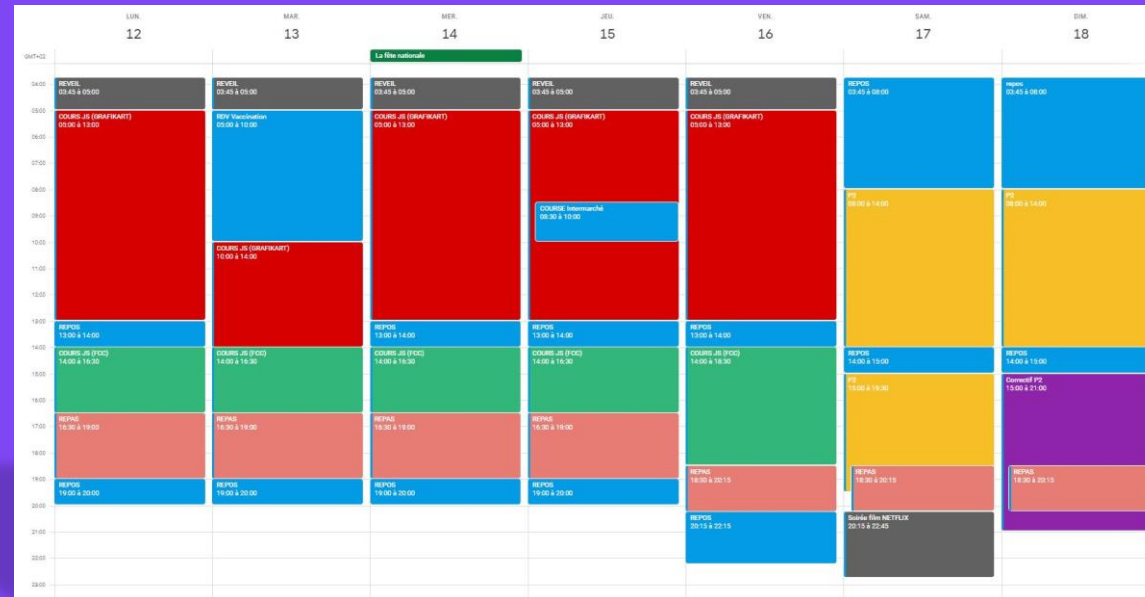 LUN.
12
MAR.
13
MER.
14
JEU.
15
VEN.
16
SAM.
17
DIM.
18
GMT+02
La fête nationale
04:00
05:00
06:00
07:00
08:00
09:00
10:00
11:00
12:00
13:00
14:00
15:00
16:00
17:00
18:00
19:00
20:00
21:00
22:00
23:00
REVEIL
03:45 à 05:00
COURS JS (GRAFIKART)
05:00 à 13:00
REPOS
13:00 à 14:00
COURS JS (FCC)
14:00 à 16:30
REPAS
16:30 à 19:00
REPOS
19:00 à 20:00
REVEIL
03:45 à 05:00
RDV Vaccination
05:00 à 10:00
COURS JS (GRAFIKART)
10:00 à 14:00
COURS JS (FCC)
14:00 à 16:30
REPAS
16:30 à 19:00
REPOS
19:00 à 20:00
REVEIL
03:45 à 05:00
COURS JS (GRAFIKART)
05:00 à 13:00
REPOS
13:00 à 14:00
COURS JS (FCC)
14:00 à 16:30
REPAS
16:30 à 19:00
REPOS
19:00 à 20:00
REVEIL
03:45 à 05:00
COURS JS (GRAFIKART)
05:00 à 13:00
COURSE Intermarché
08:30 à 10:00
REPOS
13:00 à 14:00
COURS JS (FCC)
14:00 à 16:30
REPAS
16:30 à 19:00
REPOS
19:00 à 20:00
REVEIL
03:45 à 05:00
COURS JS (GRAFIKART)
05:00 à 13:00
REPOS
13:00 à 14:00
COURS JS (FCC)
14:00 à 18:30
REPAS
18:30 à 20:15
REPOS
20:15 à 22:15
REPOS
03:45 à 08:00
P2
08:00 à 14:00
REPOS
14:00 à 15:00
P2
15:00 à 19:30
REPAS
18:30 à 20:15
Soirée film NETFLIX
20:15 à 22:45
repos
03:45 à 08:00
P2
08:00 à 14:00
REPOS
14:00 à 15:00
Correctif P2
15:00 à 21:00
REPAS
18:30 à 20:15